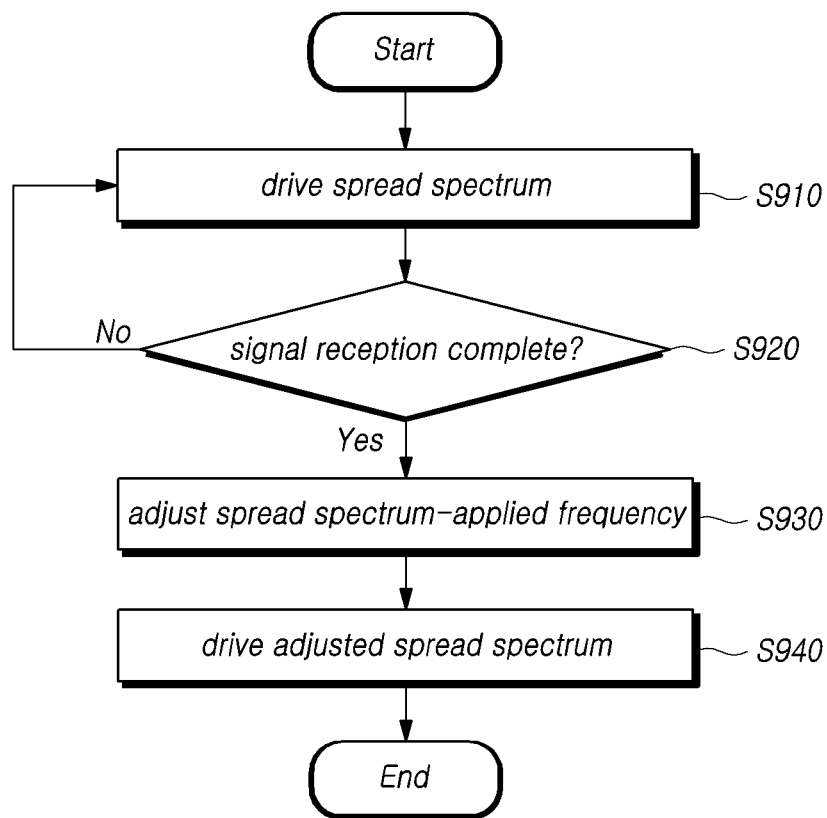 Start
drive spread spectrum
S910
signal reception complete?
S920
No
Yes
adjust spread spectrum-applied frequency
S930
drive adjusted spread spectrum
S940
End